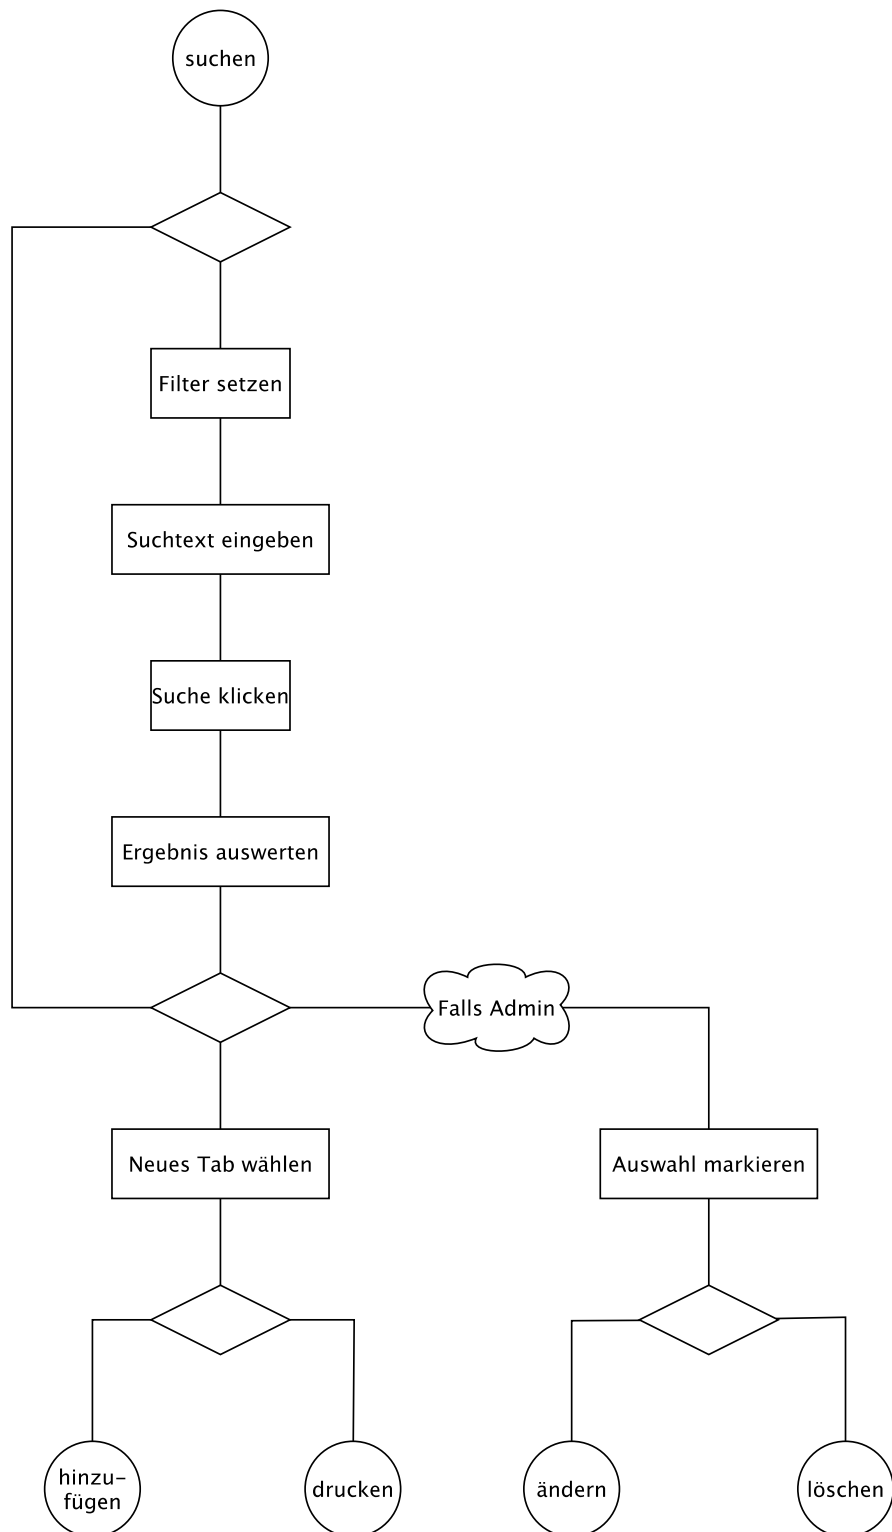 suchen
Filter setzen
Suchtext eingeben
Suche klicken
Ergebnis auswerten
Falls Admin
Neues Tab wählen
Auswahl markieren
hinzu-
fügen
drucken
ändern
löschen